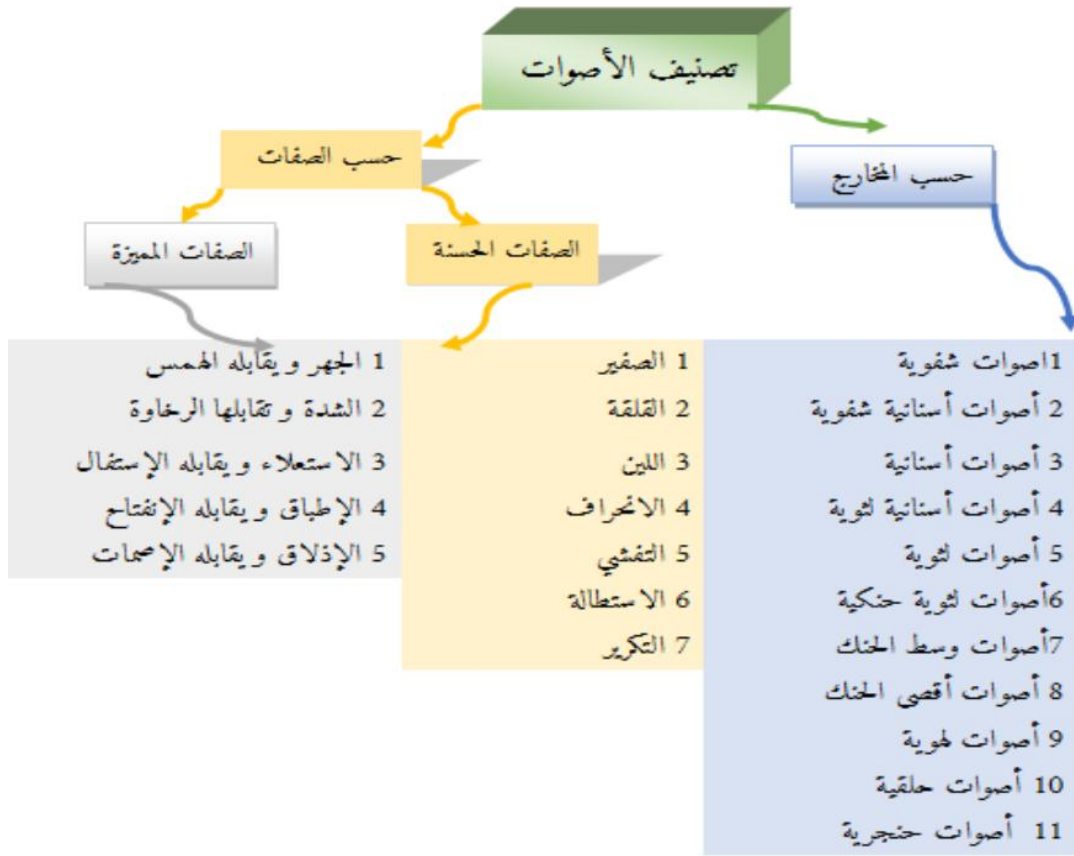 تصنيف الأصوات
حسب المخارج
حسب الصفات
الصفات الحسنة
الصفات المميزة
1اصوات شفوية
2 أصوات أسنانية شفوية
3 أصوات أسنانية
4 أصوات أسنانية لثوية
5 أصوات لثوية
6أصوات لثوية حنكية
7أصوات وسط الحنك
8 أصوات أقصى الحنك
9 أصوات لهوية
10 أصوات حلقية
11 أصوات حنجرية
1 الصفير
2 القلقة
3 اللين
4 الانحراف
5 التفشي
6 الاستطالة
7 التكرير
1 الجهر و يقابله الهمس
2 الشدة و تقابلها الرخاوة
3 الاستعلاء و يقابله الإستفال
4 الإطباق و يقابله الإنفتاح
5 الإذلاق و يقابله الإصمات